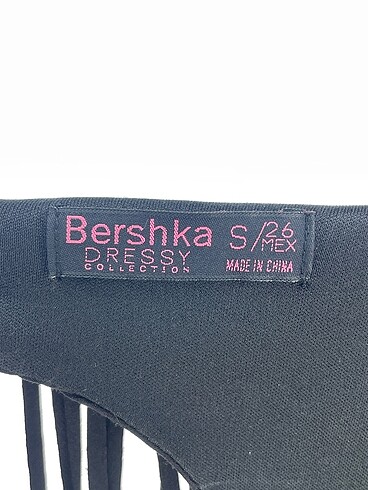 Bershka S/26 MEX
DRESSY
COLLECTION MADE IN CHINA